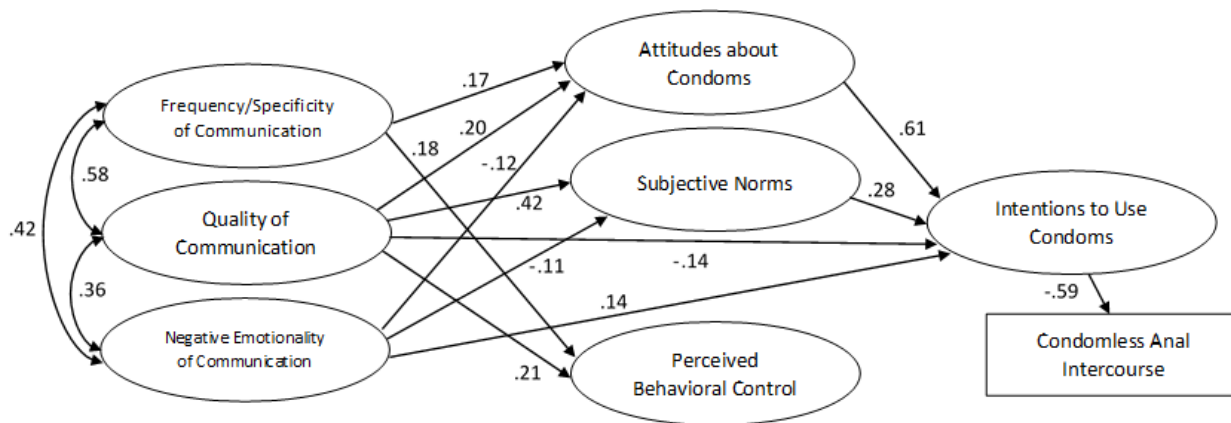 Attitudes about
Condoms
Frequency/Specificity
of Communication
.17
.20
.18
-.12
.61
.58
.42
Subjective Norms
.28
.42
Quality of
Communication
Intentions to Use
Condoms
-.11
-.14
.36
.14
-.59
Negative Emotionality
of Communication
.21
Perceived
Behavioral Control
Condomless Anal
Intercourse